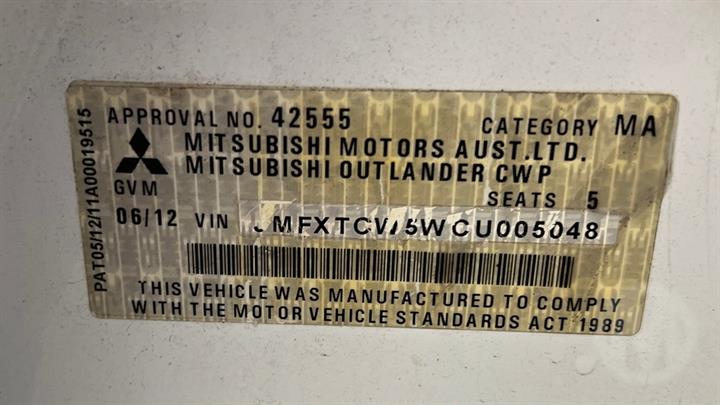 PAT05/12/11A00019515
APPROVAL NO. 42555 CATEGORY MA
MITSUBISHI MOTORS AUST.LTD.
MITSUBISHI OUTLANDER CWP
GVM SEATS 5
06/12 VIN JMFXTCW5WCU005048
THIS VEHICLE WAS MANUFACTURED TO COMPLY
WITH THE MOTOR VEHICLE STANDARDS ACT 1989